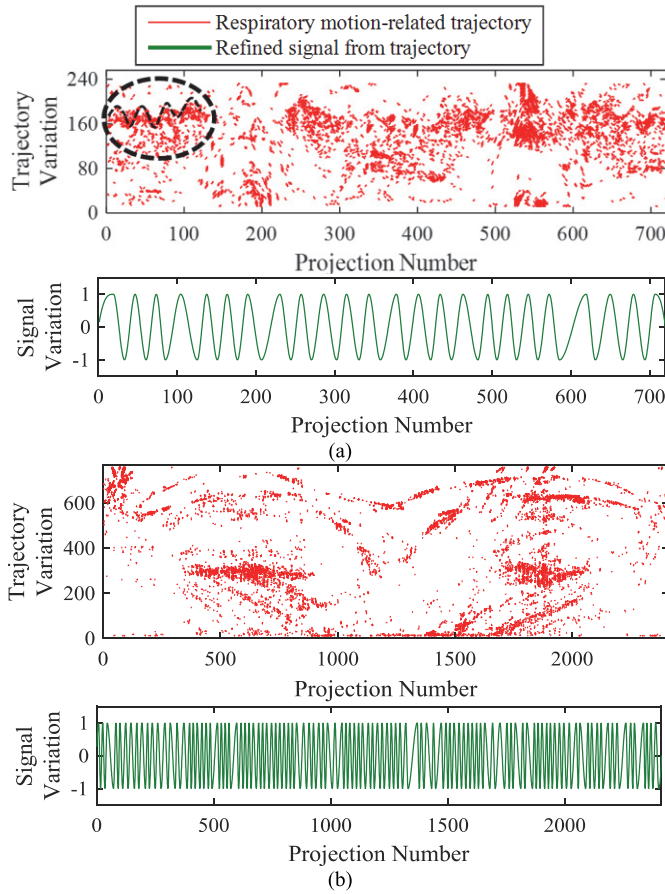 Respiratory motion-related trajectory
Refined signal from trajectory
Trajectory
Variation
240
160
80
0
0 100 200 300 400 500 600 700
Projection Number
Signal
Variation
1
0
-1
0 100 200 300 400 500 600 700
Projection Number
(a)
Trajectory
Variation
600
400
200
0
0 500 1000 1500 2000
Projection Number
Signal
Variation
1
0
-1
0 500 1000 1500 2000
Projection Number
(b)